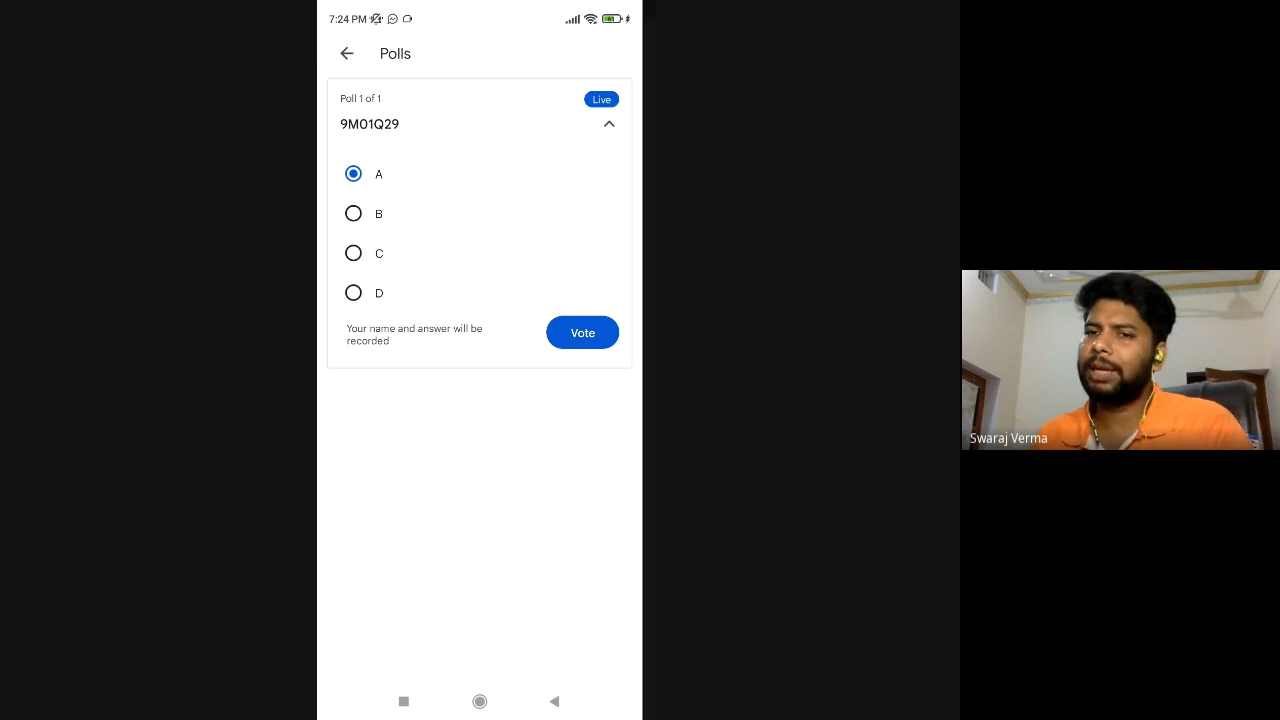 7:24 PM
Polls
Poll 1 of 1
Live
9M01Q29
A
B
C
D
Your name and answer will be
recorded
Vote
Swaraj Verma